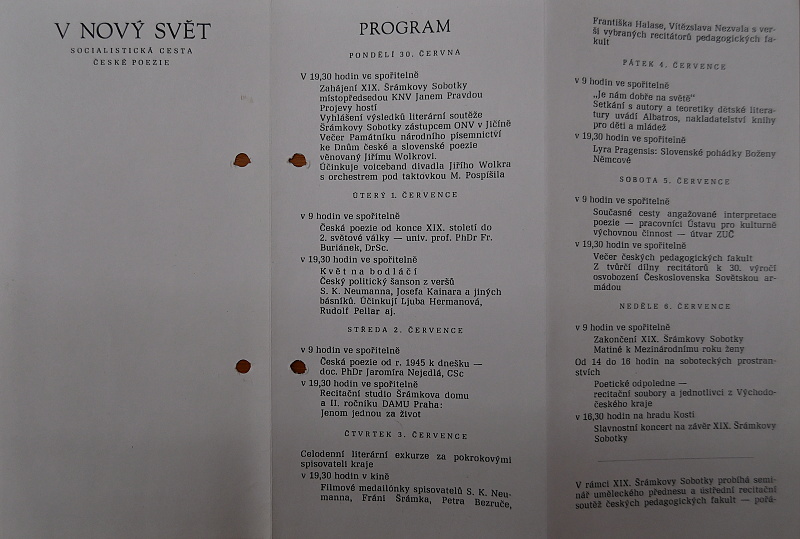 V NOVÝ SVĚT
SOCIALISTICKÁ CESTA
ČESKÉ POEZIE
PROGRAM
PONDĚLÍ 30. ČERVNA
V 19,30 hodin ve spořitelně
Zahájení XIX. Šrámkovy Sobotky
místopředsedou KNV Janem Pravdou
Projevy hostí
Vyhlášení výsledků literární soutěže
Šrámkovy Sobotky zástupcem ONV v Jičíně
Večer Památníku národního písemnictví
ke Dnům české a slovenské poezie
věnovaný Jiřímu Wolkrovi.
Účinkuje voiceband divadla Jiřího Wolkra
s orchestrem pod taktovkou M. Pospíšila
ÚTERÝ 1. ČERVENCE
v 9 hodin ve spořitelně
Česká poezie od konce XIX. století do
2. světové války — univ. prof. PhDr Fr.
Buriánek, DrSc.
v 19,30 hodin ve spořitelně
Květ na bodláčí
Český politický šanson z veršů
S. K. Neumanna, Josefa Kainara a jiných
básníků. Účinkují Ljuba Hermanová,
Rudolf Pellar aj.
STŘEDA 2. ČERVENCE
v 9 hodin ve spořitelně
Česká poezie od r. 1945 k dnešku —
doc. PhDr Jaromíra Nejedlá, CSc
v 19,30 hodin ve spořitelně
Recitační studio Šrámkova domu
a II. ročníku DAMU Praha:
Jenom jednou za život
ČTVRTEK 3. ČERVENCE
Celodenní literární exkurze za pokrokovými
spisovateli kraje
v 19,30 hodin v kině
Filmové medailónky spisovatelů S. K. Neu-
manna, Fráni Šrámka, Petra Bezruče,
Františka Halase, Vítězslava Nezvala s ver-
ši vybraných recitátorů pedagogických fa-
kult
PÁTEK 4. ČERVENCE
v 9 hodin ve spořitelně
„Je nám dobře na světě“
Setkání s autory a teoretiky dětské litera-
tury uvádí Albatros, nakladatelství knihy
pro děti a mládež
v 19,30 hodin ve spořitelně
Lyra Pragensis: Slovenské pohádky Boženy
Němcové
SOBOTA 5. ČERVENCE
v 9 hodin ve spořitelně
Současné cesty angažované interpretace
poezie — pracovníci Ústavu pro kulturně
výchovnou činnost — útvar ZUČ
v 19,30 hodin ve spořitelně
Večer českých pedagogických fakult
Z tvůrčí dílny recitátorů k 30. výročí
osvobození Československa Sovětskou ar-
mádou
NEDĚLE 6. ČERVENCE
v 9 hodin ve spořitelně
Zakončení XIX. Šrámkovy Sobotky
Matiné k Mezinárodnímu roku ženy
Od 14 do 16 hodin na soboteckých prostran-
stvích
Poetické odpoledne —
recitační soubory a jednotlivci z Východo-
českého kraje
v 16,30 hodin na hradu Kosti
Slavnostní koncert na závěr XIX. Šrámkovy
Sobotky
V rámci XIX. Šrámkovy Sobotky probíhá semi-
nář uměleckého přednesu a ústřední recitační
soutěž českých pedagogických fakult — pořá-